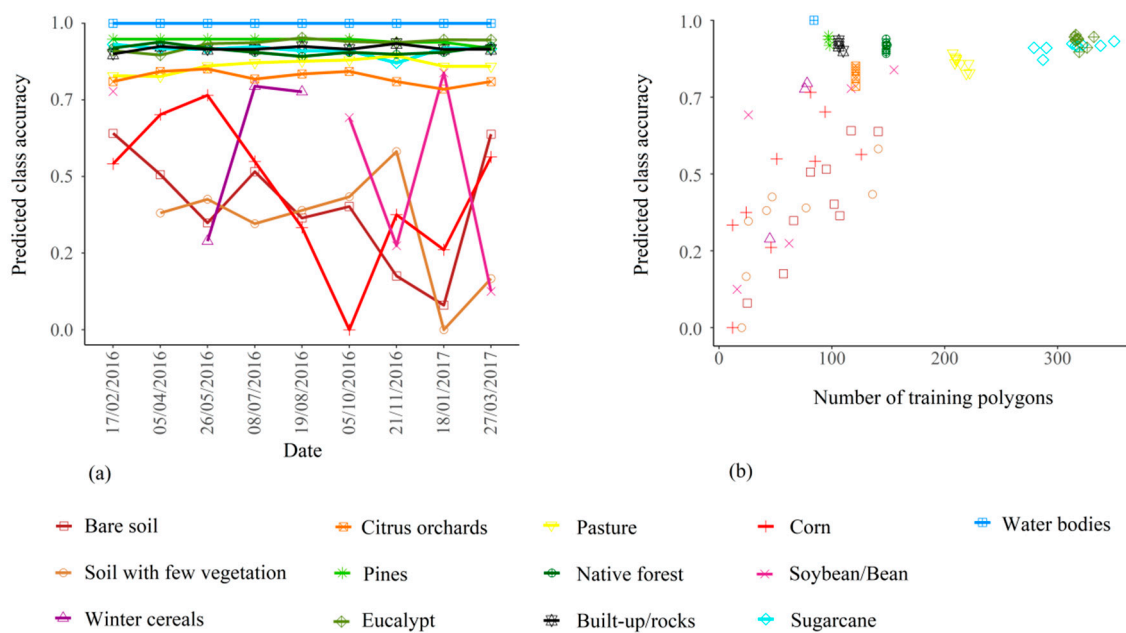 1.0
0.7
0.5
0.2
0.0
Predicted class accuracy
17/02/2016
05/04/2016
26/05/2016
08/07/2016
19/08/2016
05/10/2016
21/11/2016
18/01/2017
27/03/2017
Date
(a)
1.0
0.7
0.5
0.2
0.0
Predicted class accuracy
0 100 200 300
Number of training polygons
(b)
Bare soil Citrus orchards Pasture Corn Water bodies
Soil with few vegetation Pines Native forest Soybean/Bean
Winter cereals Eucalypt Built-up/rocks Sugarcane